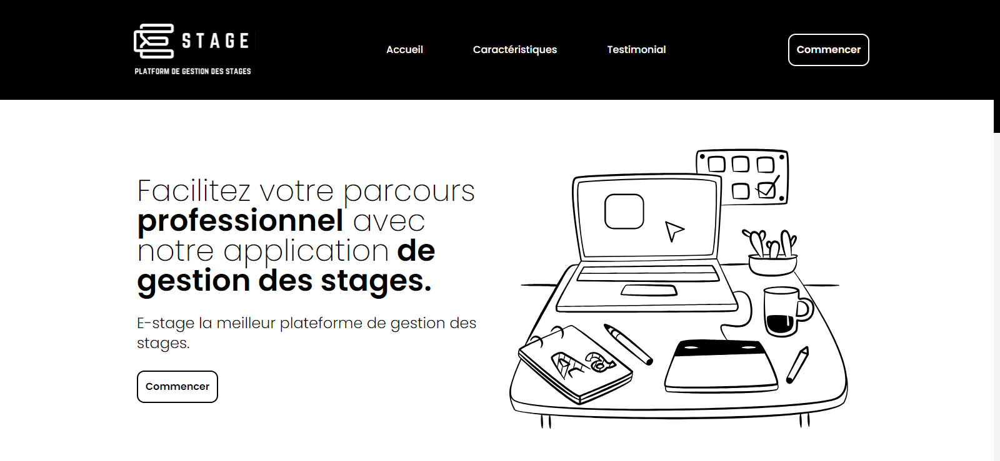 STAGE
PLATFORM DE GESTION DES STAGES
Accueil
Caractéristiques
Testimonial
Commencer
Facilitez votre parcours
professionnel avec
notre application de
gestion des stages.
E-stage la meilleur plateforme de gestion des
stages.
Commencer